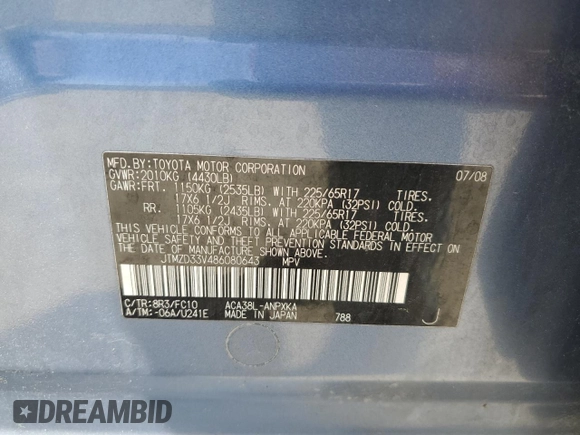 MFD.BY:TOYOTA MOTOR CORPORATION 07/08
GVWR:2010KG (4430LB)
GAWR:FRT. 1150KG (2535LB) WITH 225/65R17 TIRES.
17X6 1/2J RIMS. AT 220KPA (32PSI) COLD.
RR. 1105KG (2435LB) WITH 225/65R17 TIRES.
17X6 1/2J RIMS. AT 220KPA (32PSI) COLD.
THIS VEHICLE CONFORMS TO ALL APPLICABLE FEDERAL MOTOR
VEHICLE SAFETY AND THEFT PREVENTION STANDARDS IN EFFECT ON
THE DATE OF MANUFACTURE SHOWN ABOVE.
JTMZD33V486080643 MPV
C/TR:8R3/FC10 ACA38L-ANPXKA
A/TM:-06A/U241E MADE IN JAPAN 788 J
DREAMBID